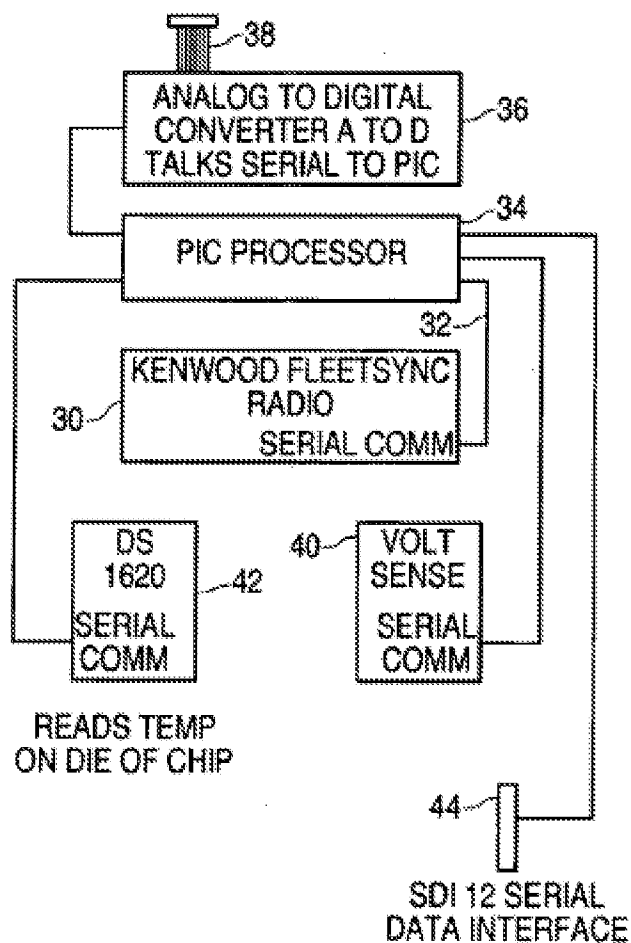 38
ANALOG TO DIGITAL
CONVERTER A TO D
TALKS SERIAL TO PIC
36
34
PIC PROCESSOR
32
KENWOOD FLEETSYNC
RADIO
SERIAL COMM
30
DS
1620
SERIAL
COMM
42
40
VOLT
SENSE
SERIAL
COMM
READS TEMP
ON DIE OF CHIP
44
SDI 12 SERIAL
DATA INTERFACE